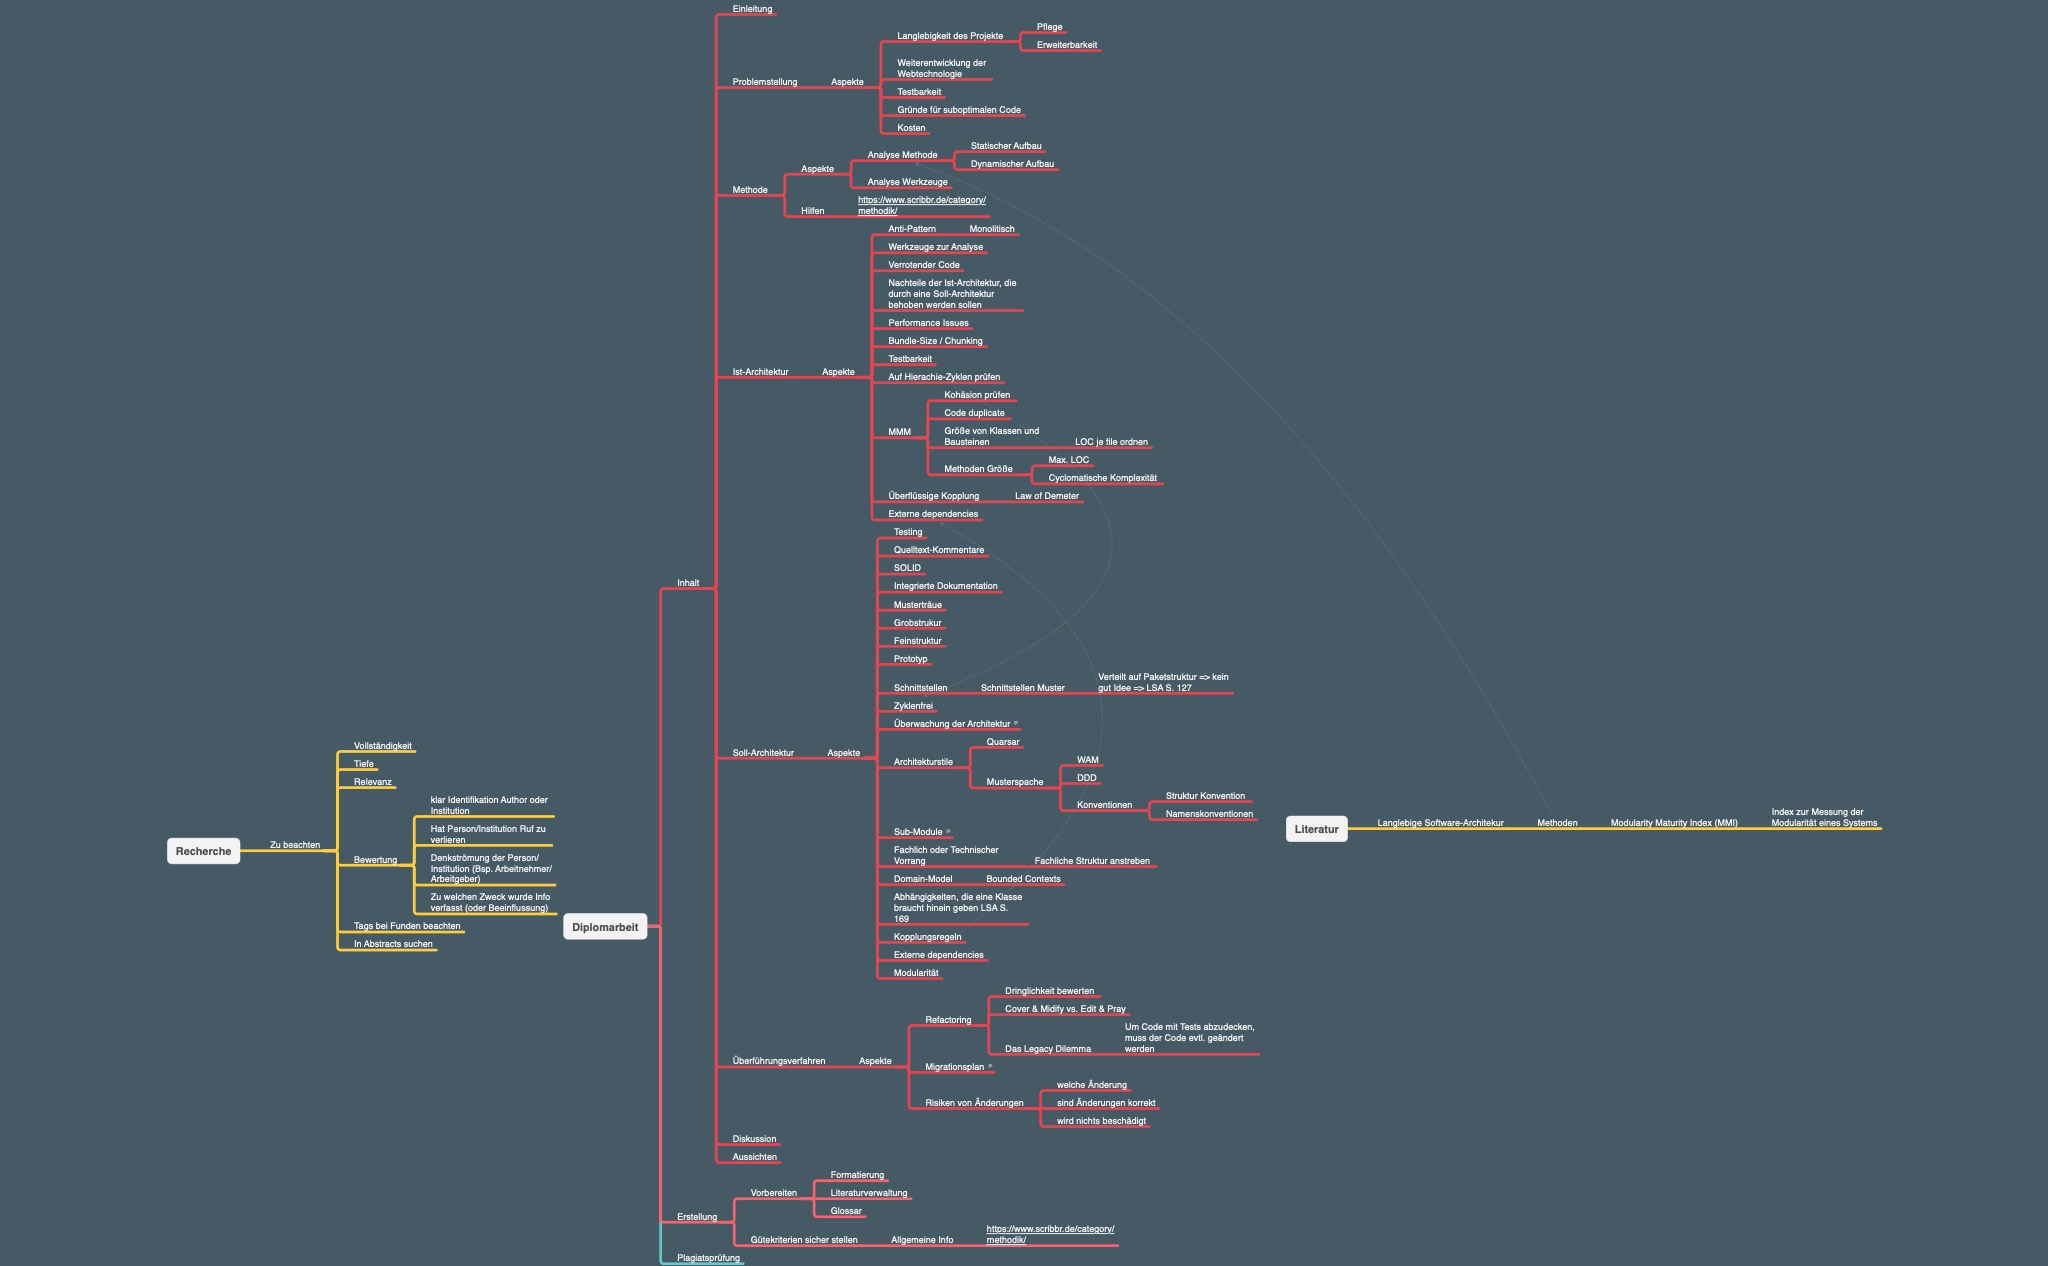 Recherche
Zu beachten
Vollständigkeit
Tiefe
Relevanz
Bewertung
klar Identifikation Author oder
Institution
Hat Person/Institution Ruf zu
verlieren
Denkströmung der Person/
Institution (Bsp. Arbeitnehmer/
Arbeitgeber)
Zu welchen Zweck wurde Info
verfasst (oder Beeinflussung)
Tags bei Funden beachten
In Abstracts suchen
Diplomarbeit
Inhalt
Einleitung
Problemstellung
Aspekte
Langlebigkeit des Projekte
Pflege
Erweiterbarkeit
Weiterentwicklung der
Webtechnologie
Testbarkeit
Gründe für suboptimalen Code
Kosten
Methode
Aspekte
Analyse Methode
Statischer Aufbau
Dynamischer Aufbau
Analyse Werkzeuge
Hilfen
https://www.scribbr.de/category/
methodik/
Ist-Architektur
Aspekte
Anti-Pattern
Monolitisch
Werkzeuge zur Analyse
Verrotender Code
Nachteile der Ist-Architektur, die
durch eine Soll-Architektur
behoben werden sollen
Performance Issues
Bundle-Size / Chunking
Testbarkeit
Auf Hierachie-Zyklen prüfen
MMM
Kohäsion prüfen
Code duplicate
Größe von Klassen und
Bausteinen
LOC je file ordnen
Methoden Größe
Max. LOC
Cyclomatische Komplexität
Überflüssige Kopplung
Law of Demeter
Externe dependencies
Soll-Architektur
Aspekte
Testing
Quelltext-Kommentare
SOLID
Integrierte Dokumentation
Musterträue
Grobstrukur
Feinstruktur
Prototyp
Schnittstellen
Schnittstellen Muster
Verteilt auf Paketstruktur => kein
gut Idee => LSA S. 127
Zyklenfrei
Überwachung der Architektur
Architekturstile
Quarsar
Musterspache
WAM
DDD
Konventionen
Struktur Konvention
Namenskonventionen
Sub-Module
Fachlich oder Technischer
Vorrang
Fachliche Struktur anstreben
Domain-Model
Bounded Contexts
Abhängigkeiten, die eine Klasse
braucht hinein geben LSA S.
169
Kopplungsregeln
Externe dependencies
Modularität
Überführungsverfahren
Aspekte
Refactoring
Dringlichkeit bewerten
Cover & Midify vs. Edit & Pray
Das Legacy Dilemma
Um Code mit Tests abzudecken,
muss der Code evtl. geändert
werden
Migrationsplan
Risiken von Änderungen
welche Änderung
sind Änderungen korrekt
wird nichts beschädigt
Diskussion
Aussichten
Erstellung
Vorbereiten
Formatierung
Literaturverwaltung
Glossar
Gütekriterien sicher stellen
Allgemeine Info
https://www.scribbr.de/category/
methodik/
Plagiatsprüfung
Literatur
Langlebige Software-Architekur
Methoden
Modularity Maturity Index (MMI)
Index zur Messung der
Modularität eines Systems